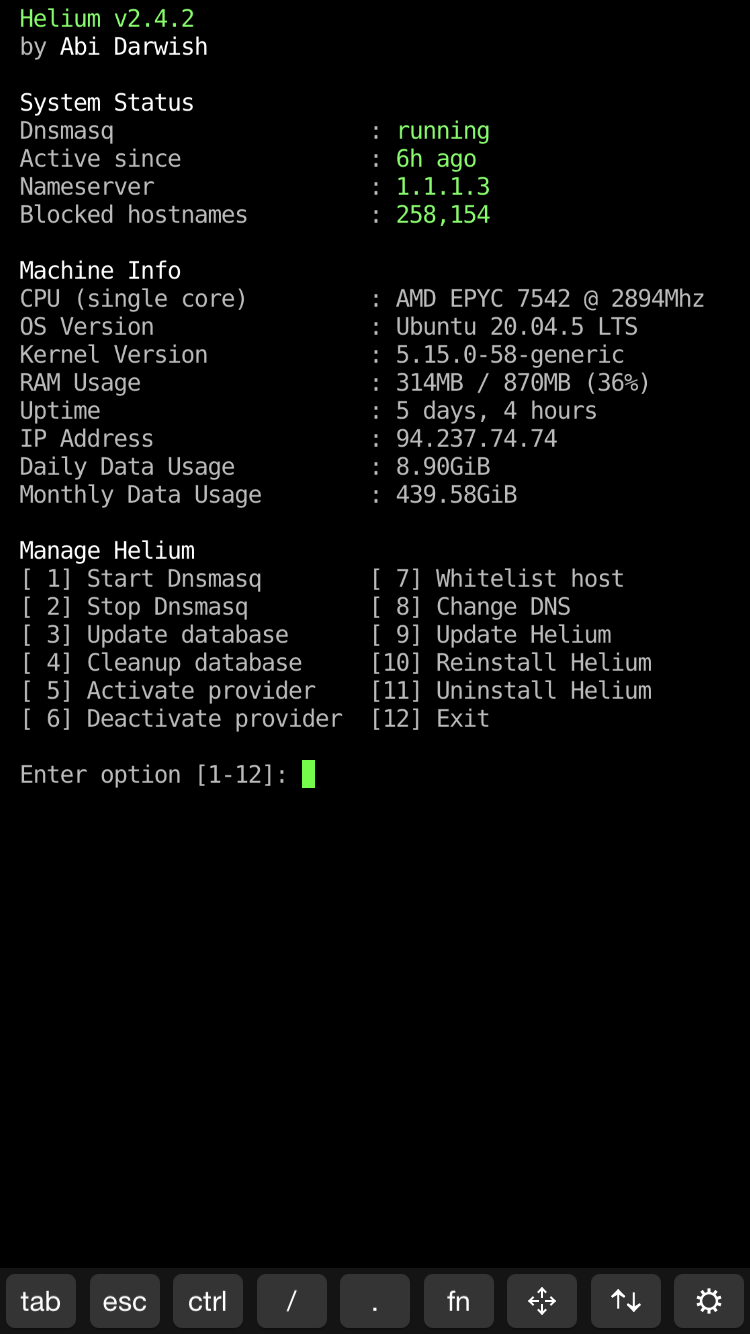 Helium v2.4.2
by Abi Darwish
System Status
Dnsmasq : running
Active since : 6h ago
Nameserver : 1.1.1.3
Blocked hostnames : 258,154
Machine Info
CPU (single core) : AMD EPYC 7542 @ 2894Mhz
OS Version : Ubuntu 20.04.5 LTS
Kernel Version : 5.15.0-58-generic
RAM Usage : 314MB / 870MB (36%)
Uptime : 5 days, 4 hours
IP Address : 94.237.74.74
Daily Data Usage : 8.90GiB
Monthly Data Usage : 439.58GiB
Manage Helium
[ 1] Start Dnsmasq [ 7] Whitelist host
[ 2] Stop Dnsmasq [ 8] Change DNS
[ 3] Update database [ 9] Update Helium
[ 4] Cleanup database [10] Reinstall Helium
[ 5] Activate provider [11] Uninstall Helium
[ 6] Deactivate provider [12] Exit
Enter option [1-12]:
tab esc ctrl / . fn